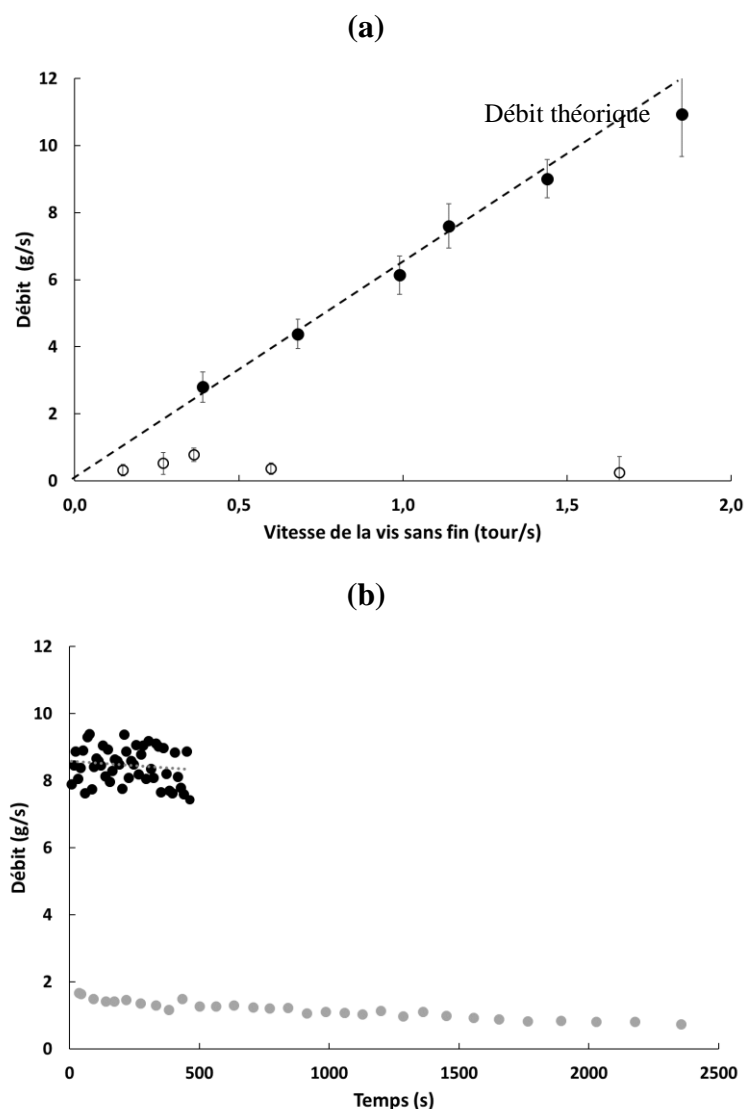 (a)
12
Débit théorique
10
8
6
4
2
0
Débit (g/s)
0,0 0,5 1,0 1,5 2,0
Vitesse de la vis sans fin (tour/s)
(b)
12
10
8
6
4
2
0
Débit (g/s)
0 500 1000 1500 2000 2500
Temps (s)